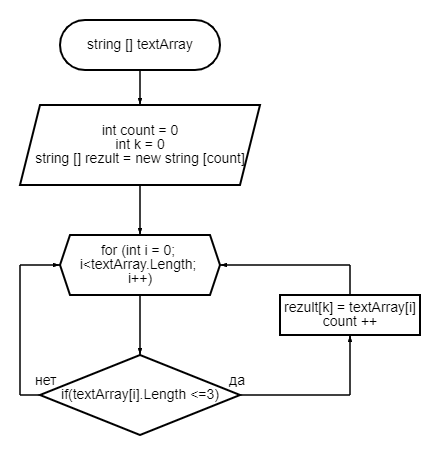 string [] textArray
int count = 0
int k = 0
string [] rezult = new string [count]
for (int i = 0;
i<textArray.Length;
i++)
rezult[k] = textArray[i]
count ++
нет
да
if(textArray[i].Length <=3)